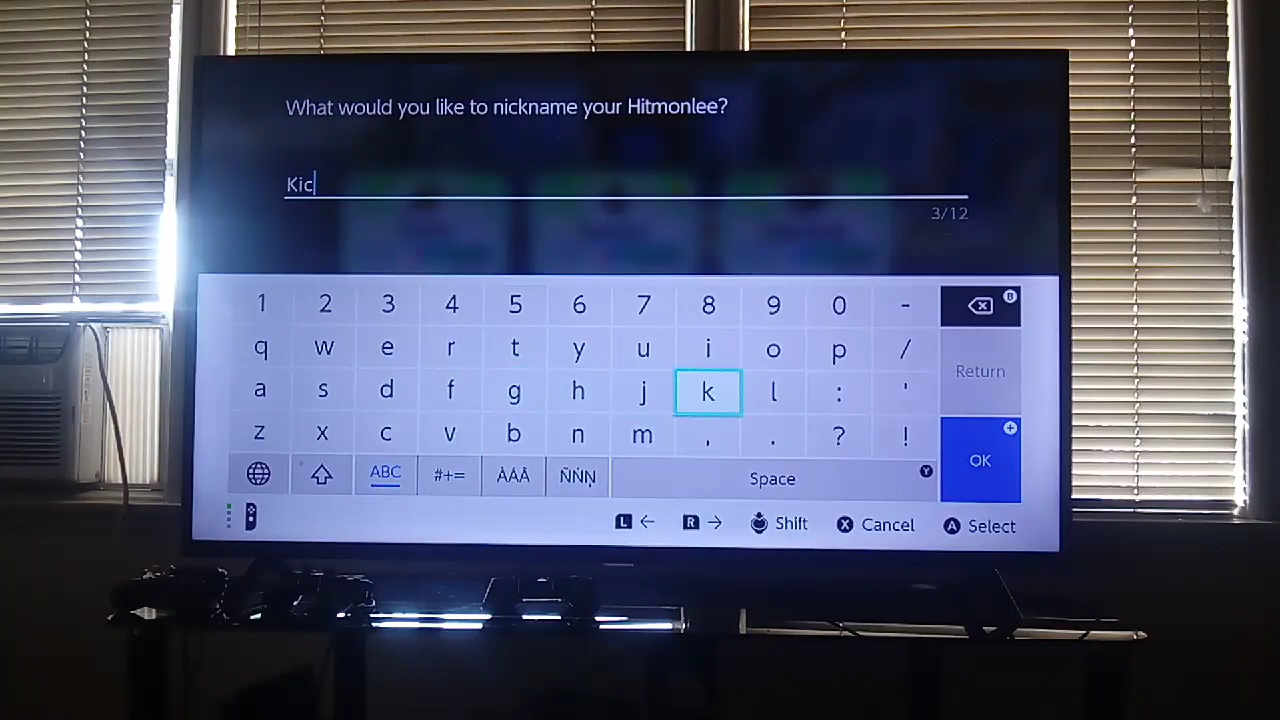 What would you like to nickname your Hitmonlee?
Kic
3/12
1 2 3 4 5 6 7 8 9 0 -
q w e r t y u i o p /
Return
a s d f g h j k l : '
z x c v b n m , . ? !
OK
ABC #+= ÀÁÂ ÑŃŅ Space Y
L ← R → Shift X Cancel A Select